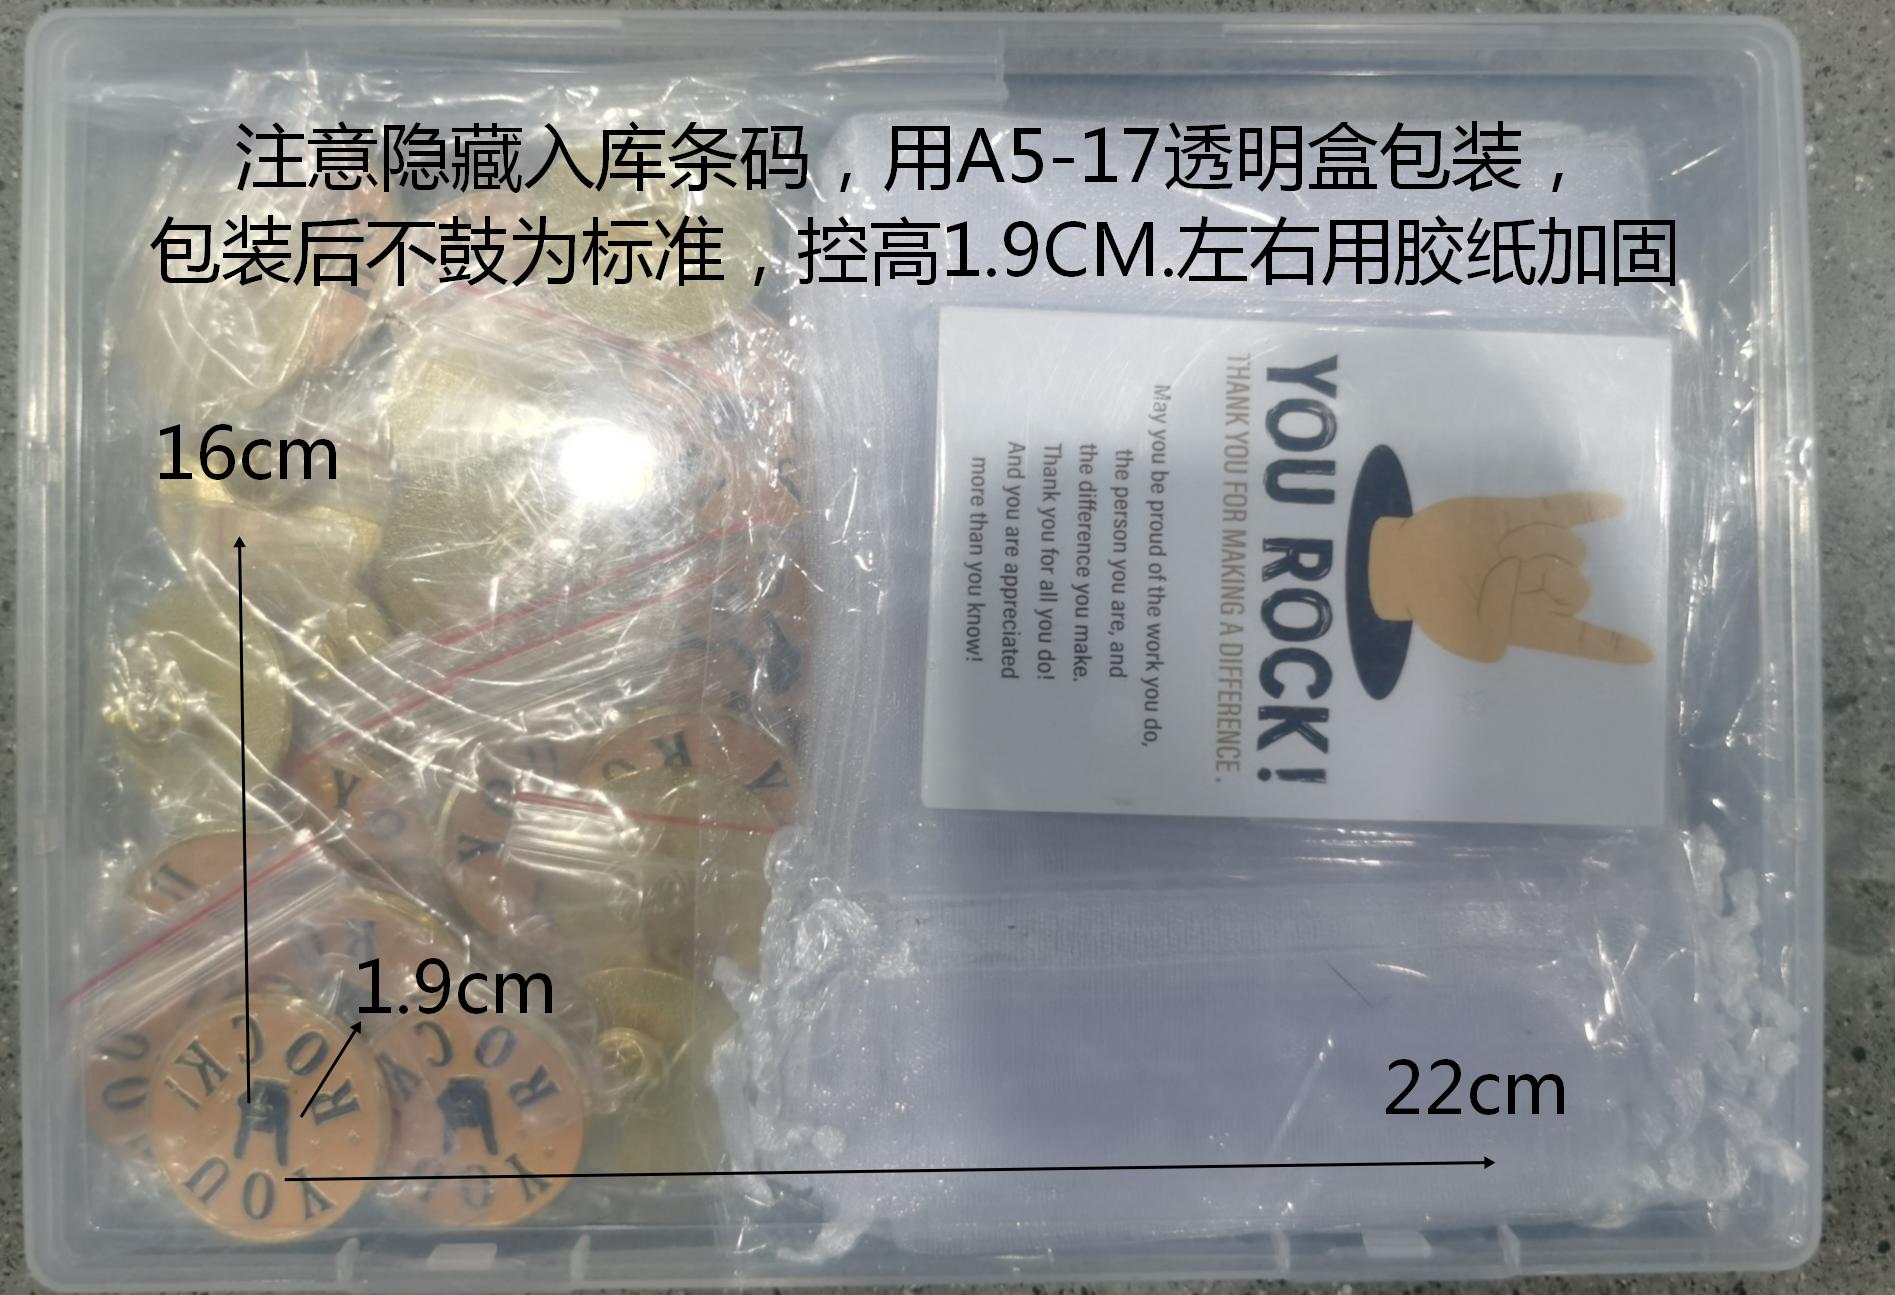 注意隐藏入库条码，用A5-17透明盒包装，
包装后不鼓为标准，控高1.9CM.左右用胶纸加固
16cm
1.9cm
22cm
YOU ROCK!
THANK YOU FOR MAKING A DIFFERENCE.
May you be proud of the work you do,
the person you are, and
the difference you make.
Thank you for all you do!
And you are appreciated
more than you know!
YOU ROCK!